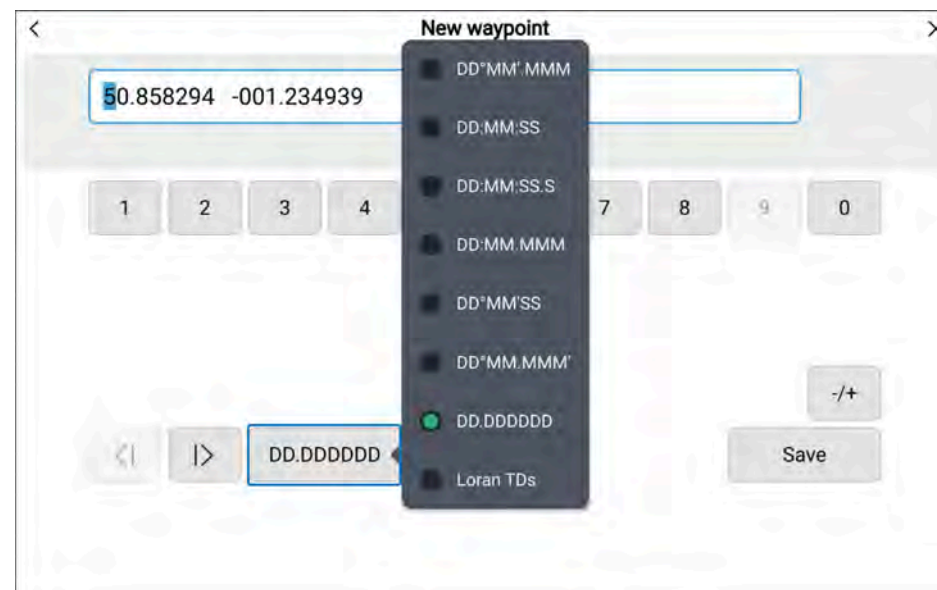 New waypoint
50.858294 -001.234939
DD°MM'.MMM
DD:MM:SS
DD:MM:SS.S
1 2 3 4 7 8 9 0
DD:MM.MMM
DD°MM'SS
DD°MM.MMM'
-/+
DD.DDDDDD
DD.DDDDDD
Save
Loran TDs